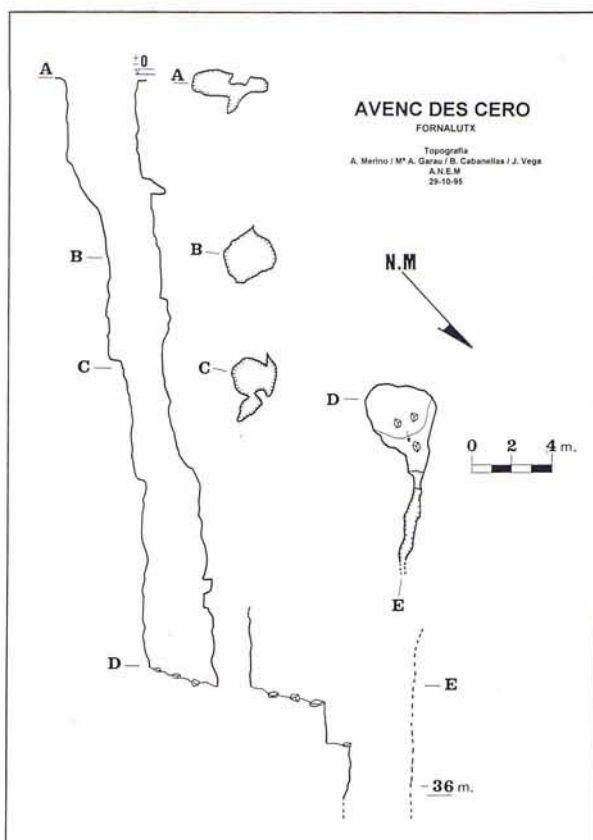 A
±0
A
AVENC DES CERO
FORNALUTX
Topografia
A. Merino / Mª A. Garau / B. Cabanellas / J. Vega
A.N.E.M
29-10-95
B
B
N.M
C
C
D
0 2 4 m.
E
D
E
-36 m.